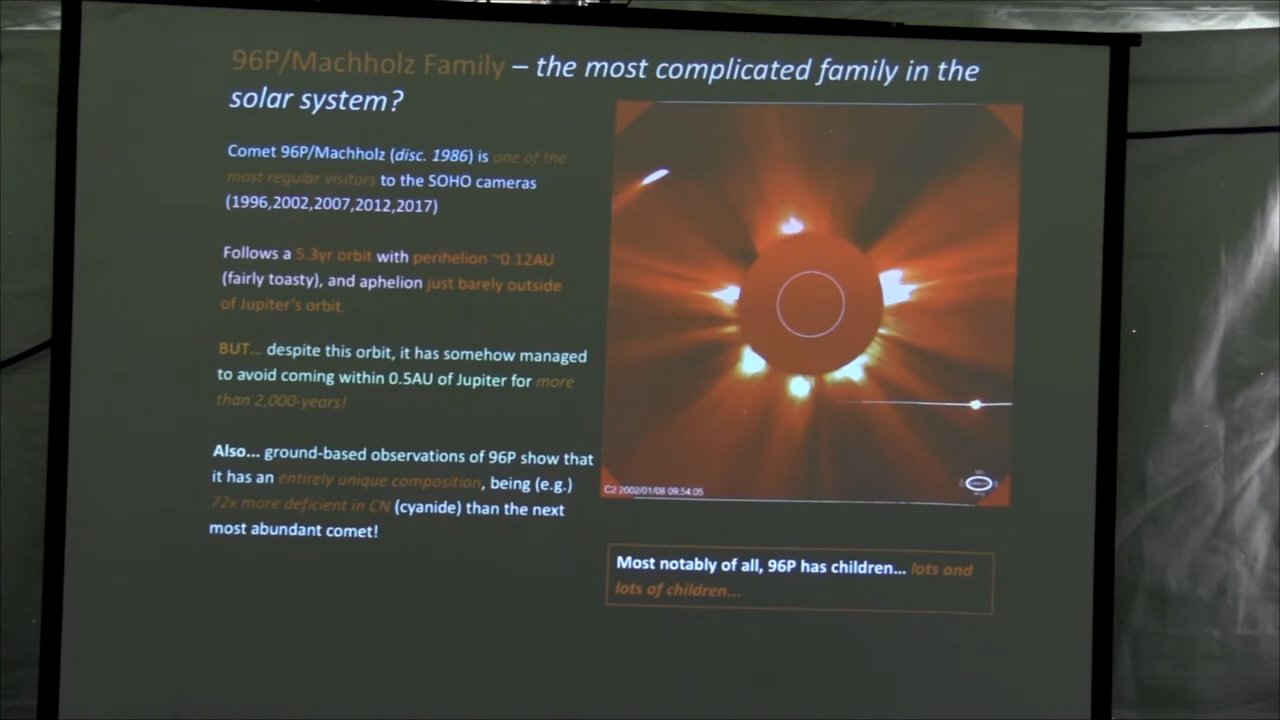 96P/Machholz Family – the most complicated family in the
solar system?
Comet 96P/Machholz (disc. 1986) is one of the
most regular visitors to the SOHO cameras
(1996,2002,2007,2012,2017)
Follows a 5.3yr orbit with perihelion ~0.12AU
(fairly toasty), and aphelion just barely outside
of Jupiter's orbit.
BUT... despite this orbit, it has somehow managed
to avoid coming within 0.5AU of Jupiter for more
than 2,000-years!
Also... ground-based observations of 96P show that
it has an entirely unique composition, being (e.g.)
72x more deficient in CN (cyanide) than the next
most abundant comet!
C2 2002/01/08 09:54:05
Most notably of all, 96P has children... lots and
lots of children...